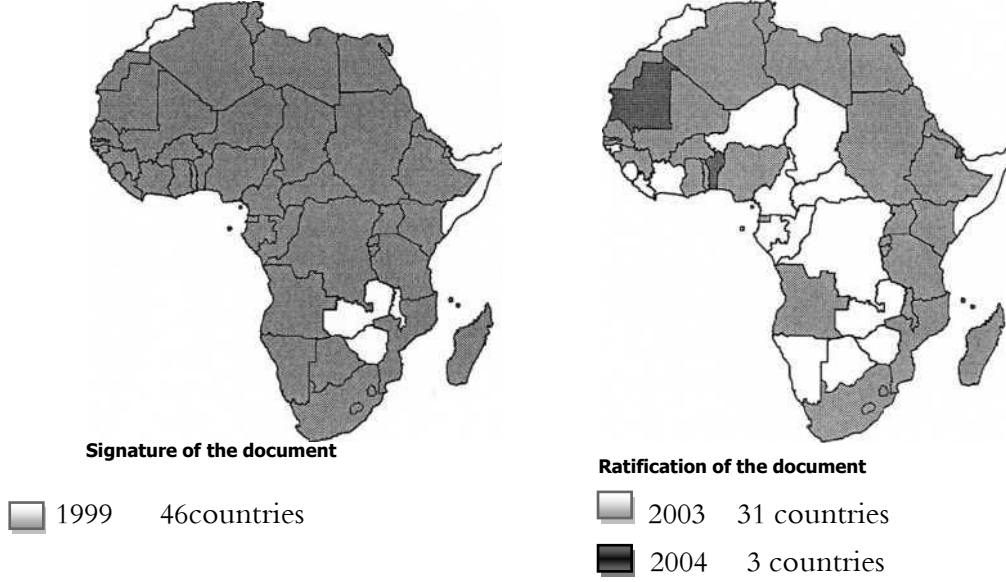 Signature of the document
1999 46countries
Ratification of the document
2003 31 countries
2004 3 countries